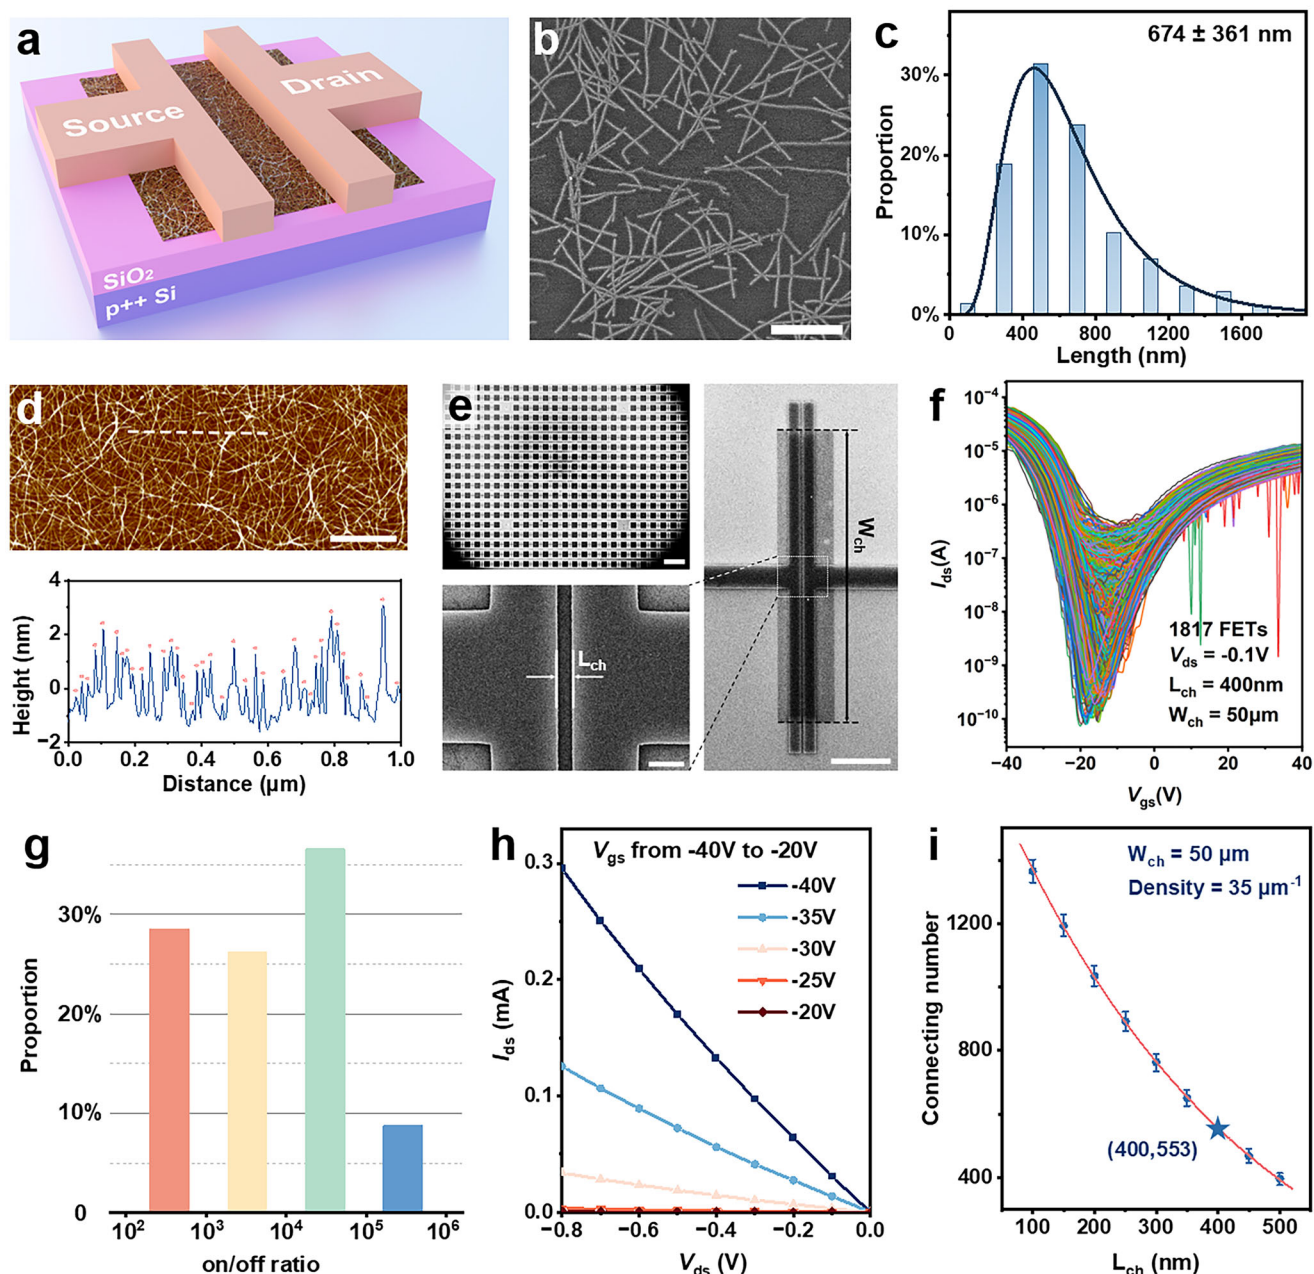 a
Source
Drain
SiO2
p++ Si
b
c
674 ± 361 nm
Proportion
30%
20%
10%
0%
400
800
1200
1600
Length (nm)
d
Height (nm)
4
2
0
−2
0.0
0.2
0.4
0.6
0.8
1.0
Distance (μm)
e
Lch
Wch
f
Ids(A)
10−4
10−5
10−6
10−7
10−8
10−9
10−10
1817 FETs
Vds = -0.1V
Lch = 400nm
Wch = 50μm
−40
−20
0
20
40
Vgs(V)
g
Proportion
30%
20%
10%
0
10²
10³
10⁴
10⁵
10⁶
on/off ratio
h
Vgs from -40V to -20V
-40V
-35V
-30V
-25V
-20V
Ids (mA)
0.3
0.2
0.1
0.0
−0.8
−0.6
−0.4
−0.2
0.0
Vds (V)
i
Wch = 50 μm
Density = 35 μm-1
Connecting number
1200
800
400
(400,553)
100
200
300
400
500
Lch (nm)